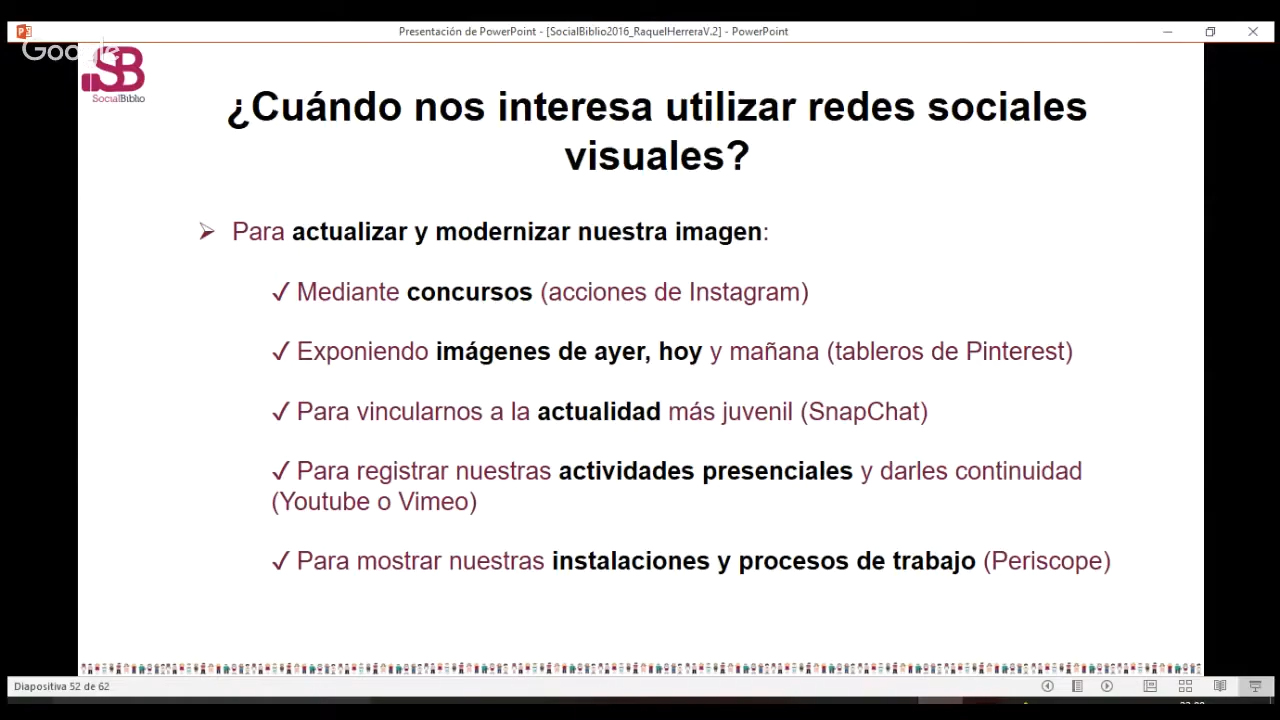 Presentación de PowerPoint - [SocialBiblio2016_RaquelHerreraV.2] - PowerPoint
Google
SB
SocialBiblio
¿Cuándo nos interesa utilizar redes sociales
visuales?
➢ Para actualizar y modernizar nuestra imagen:
✓ Mediante concursos (acciones de Instagram)
✓ Exponiendo imágenes de ayer, hoy y mañana (tableros de Pinterest)
✓ Para vincularnos a la actualidad más juvenil (SnapChat)
✓ Para registrar nuestras actividades presenciales y darles continuidad
(Youtube o Vimeo)
✓ Para mostrar nuestras instalaciones y procesos de trabajo (Periscope)
Diapositiva 52 de 62